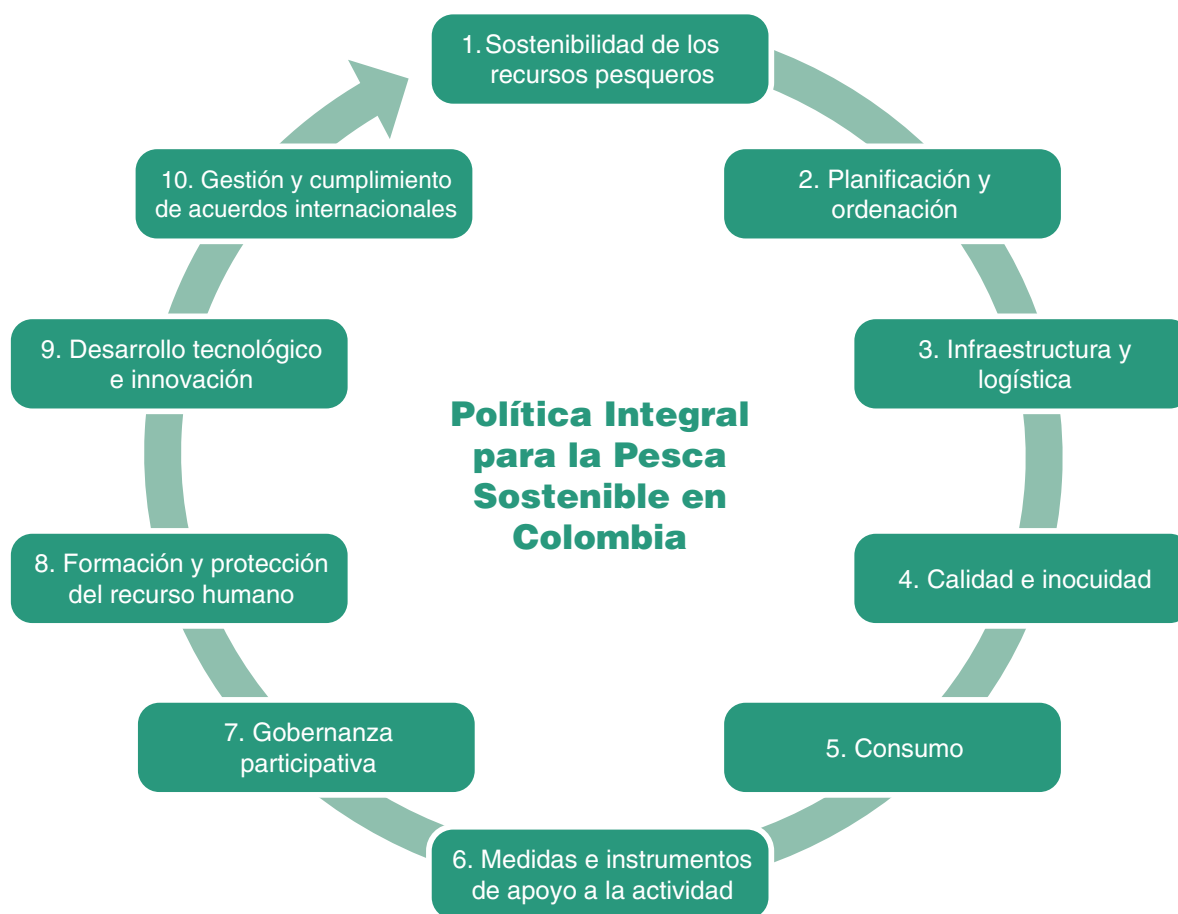 1. Sostenibilidad de los
recursos pesqueros
2. Planificación y
ordenación
3. Infraestructura y
logística
4. Calidad e inocuidad
5. Consumo
6. Medidas e instrumentos
de apoyo a la actividad
7. Gobernanza
participativa
8. Formación y protección
del recurso humano
9. Desarrollo tecnológico
e innovación
10. Gestión y cumplimiento
de acuerdos internacionales
Política Integral
para la Pesca
Sostenible en
Colombia